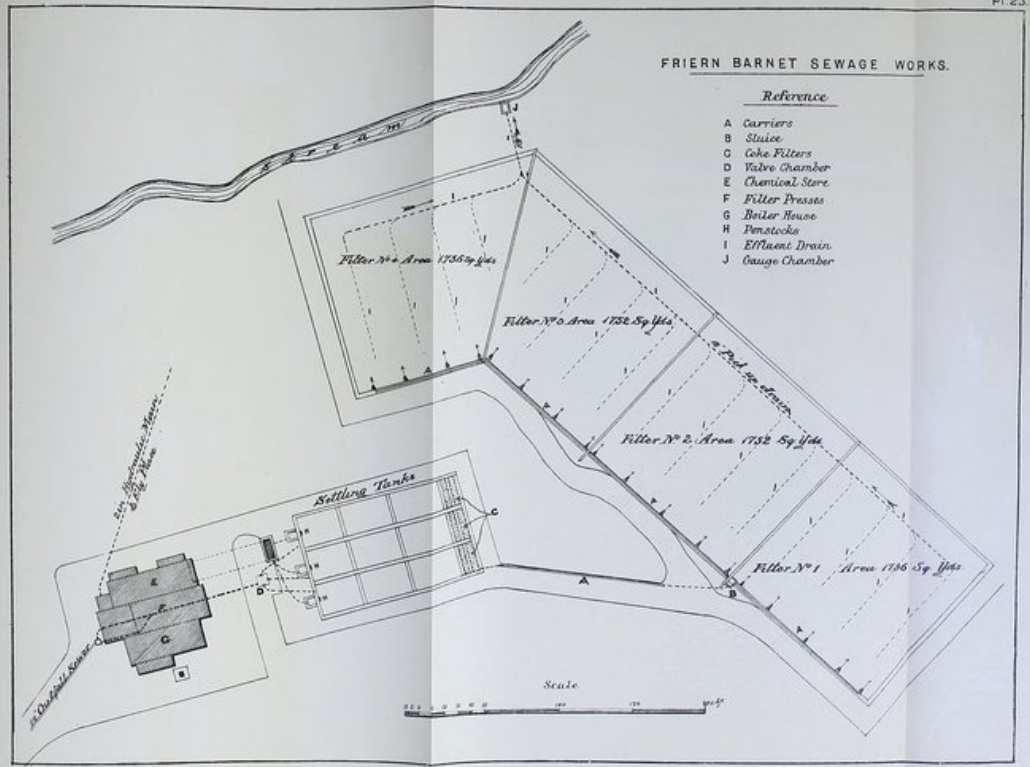 Pl. 23.
FRIERN BARNET SEWAGE WORKS.
Reference
A Carriers
B Sluice
C Coke Filters
D Valve Chamber
E Chemical Store
F Filter Presses
G Boiler House
H Penstocks
I Effluent Drain
J Gauge Chamber
Stream
J
I
Filter No 4 Area 1736 Sq Yds
Filter No 3 Area 1752 Sq Yds
Filter No 2 Area 1732 Sq Yds
Filter No 1 Area 1736 Sq Yds
A
Hydraulic Main
Settling Tanks
C
H
H
H
D
A
B
E
F
G
Outfall Sewer
Scale